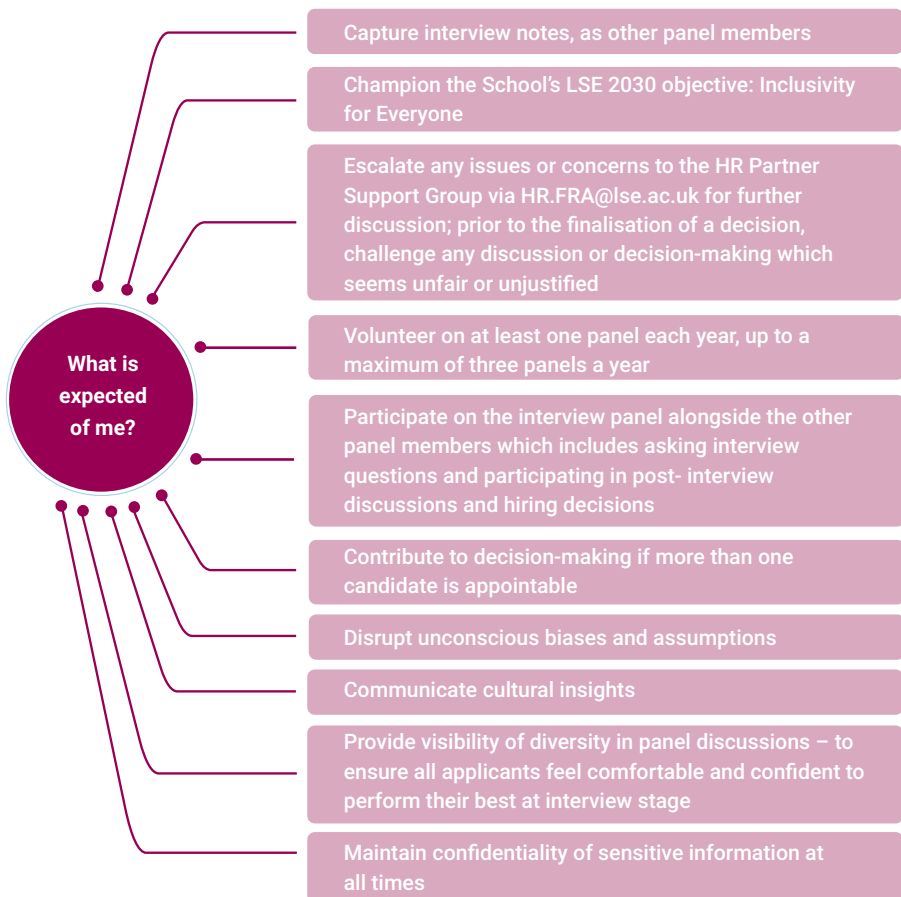 What is
expected
of me?
Capture interview notes, as other panel members
Champion the School's LSE 2030 objective: Inclusivity
for Everyone
Escalate any issues or concerns to the HR Partner
Support Group via HR.FRA@lse.ac.uk for further
discussion; prior to the finalisation of a decision,
challenge any discussion or decision-making which
seems unfair or unjustified
Volunteer on at least one panel each year, up to a
maximum of three panels a year
Participate on the interview panel alongside the other
panel members which includes asking interview
questions and participating in post- interview
discussions and hiring decisions
Contribute to decision-making if more than one
candidate is appointable
Disrupt unconscious biases and assumptions
Communicate cultural insights
Provide visibility of diversity in panel discussions – to
ensure all applicants feel comfortable and confident to
perform their best at interview stage
Maintain confidentiality of sensitive information at
all times